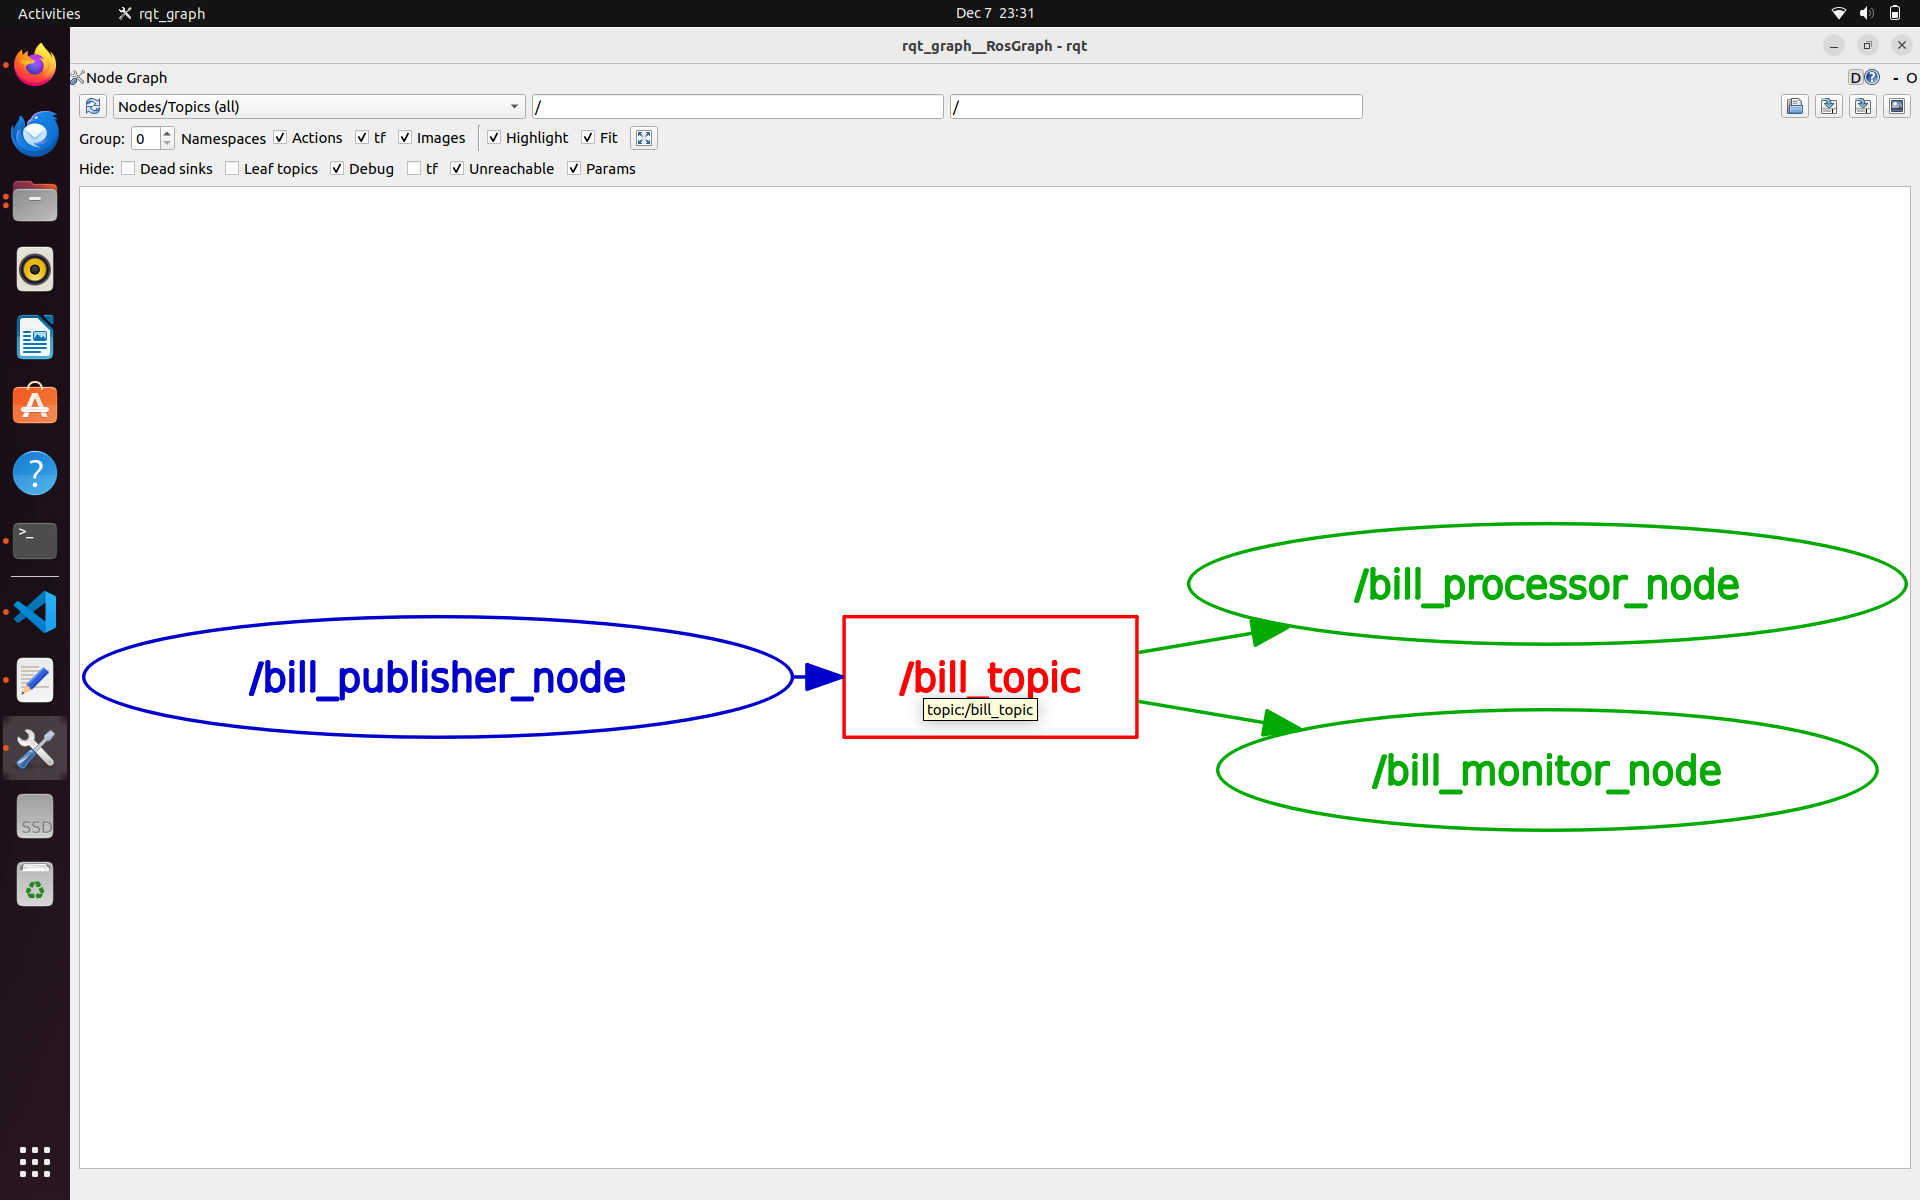 Activities rqt_graph Dec 7 23:31
rqt_graph__RosGraph - rqt
Node Graph D ? - O
Nodes/Topics (all) / /
Group: 0 Namespaces Actions tf Images Highlight Fit
Hide: Dead sinks Leaf topics Debug tf Unreachable Params
/bill_processor_node
/bill_publisher_node
/bill_topic
topic:/bill_topic
/bill_monitor_node
A
?
>_
SSD